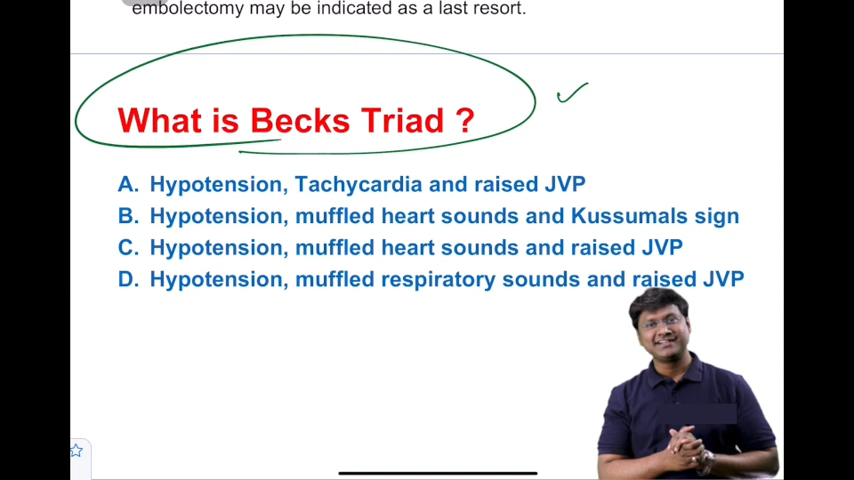 embolectomy may be indicated as a last resort.
What is Becks Triad ?
A. Hypotension, Tachycardia and raised JVP
B. Hypotension, muffled heart sounds and Kussumals sign
C. Hypotension, muffled heart sounds and raised JVP
D. Hypotension, muffled respiratory sounds and raised JVP